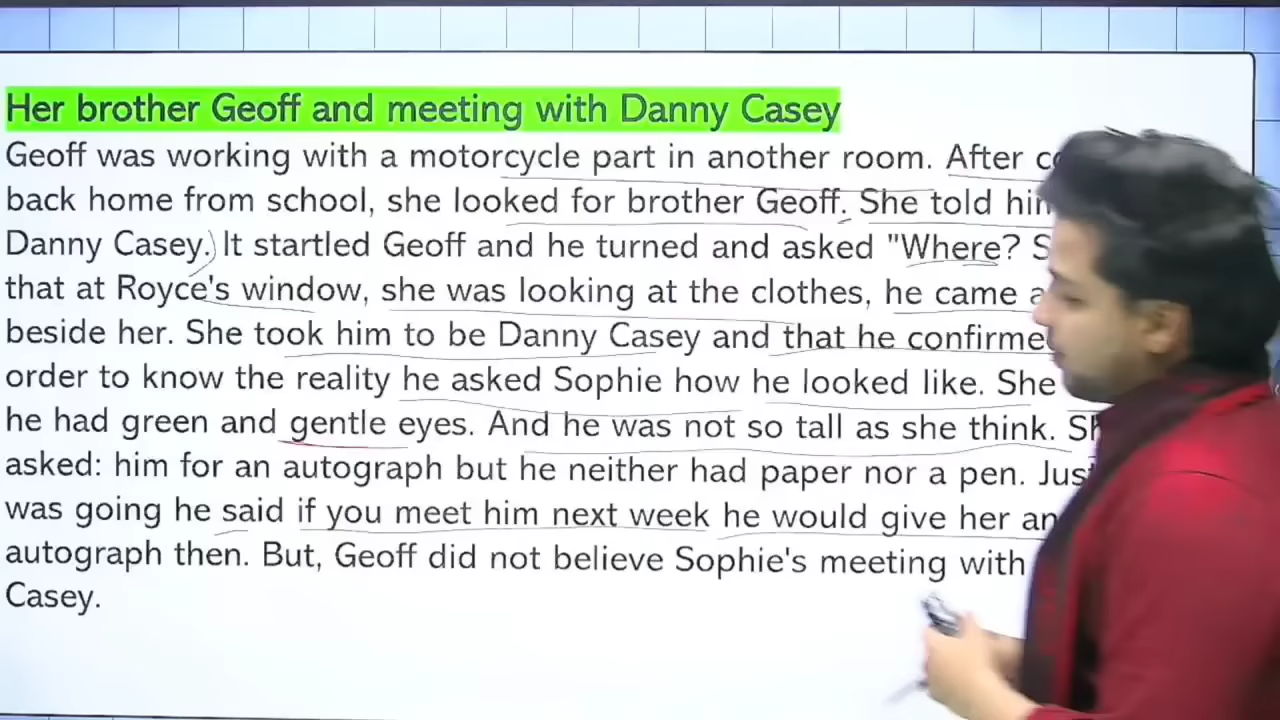 Her brother Geoff and meeting with Danny Casey
Geoff was working with a motorcycle part in another room. After
back home from school, she looked for brother Geoff. She told
Danny Casey. It startled Geoff and he turned and asked "Where?
that at Royce's window, she was looking at the clothes, he came
beside her. She took him to be Danny Casey and that he
order to know the reality he asked Sophie how he looked like. She
he had green and gentle eyes. And he was not so tall as she think.
asked: him for an autograph but he neither had paper nor a pen.
was going he said if you meet him next week he would give her
autograph then. But, Geoff did not believe Sophie's meeting with
Casey.